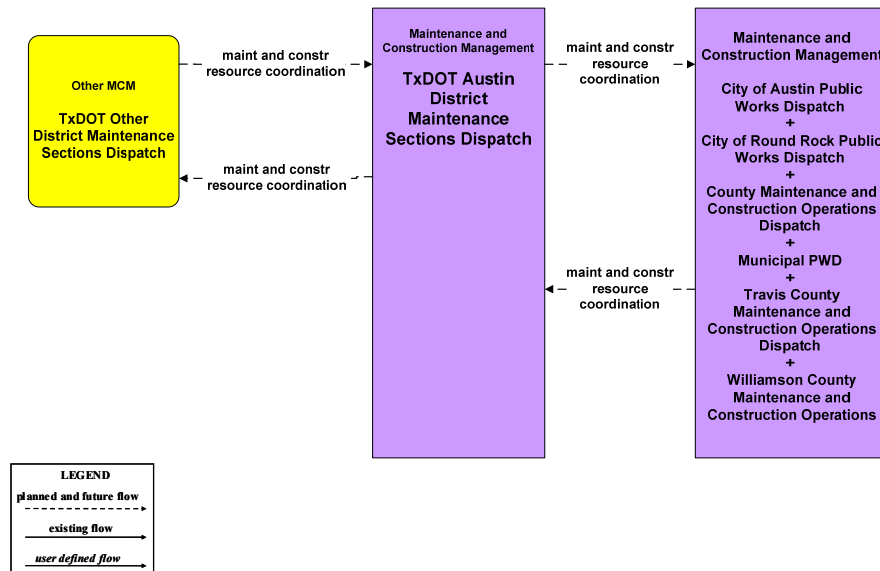 Other MCM
TxDOT Other
District Maintenance
Sections Dispatch
maint and constr
resource coordination
maint and constr
resource coordination
Maintenance and
Construction Management
TxDOT Austin
District
Maintenance
Sections Dispatch
maint and constr
resource
coordination
maint and constr
resource
coordination
Maintenance and
Construction Management
City of Austin Public
Works Dispatch
+
City of Round Rock Public
Works Dispatch
+
County Maintenance and
Construction Operations
Dispatch
+
Municipal PWD
+
Travis County
Maintenance and
Construction Operations
Dispatch
+
Williamson County
Maintenance and
Construction Operations
LEGEND
planned and future flow
existing flow
user defined flow